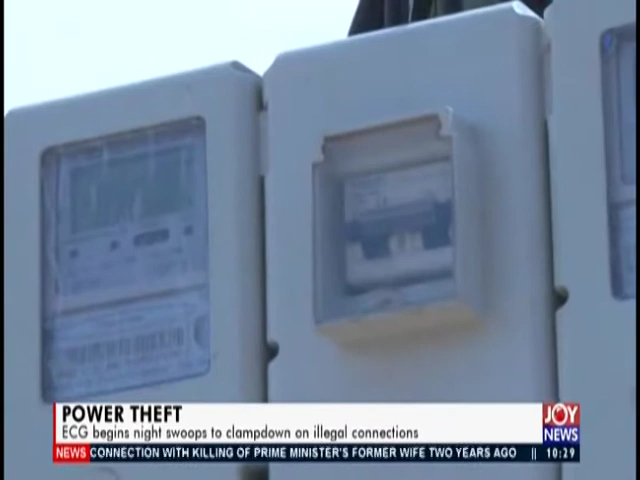 POWER THEFT
ECG begins night swoops to clampdown on illegal connections
JOY
NEWS
NEWS CONNECTION WITH KILLING OF PRIME MINISTER'S FORMER WIFE TWO YEARS AGO || 10:29